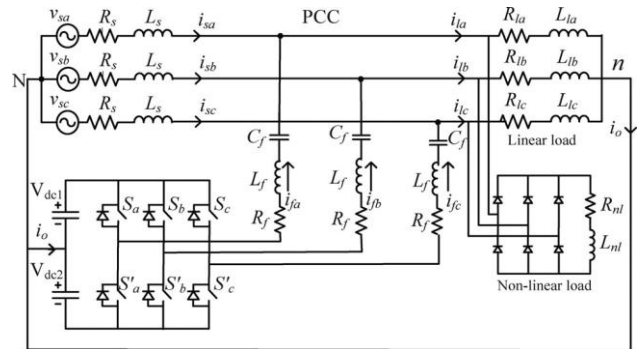 v_sa R_s L_s i_sa PCC i_la R_la L_la
v_sb R_s L_s i_sb i_lb R_lb L_lb n
N
v_sc R_s L_s i_sc i_lc R_lc L_lc
C_f C_f C_f Linear load i_o
L_f L_f L_f
i_fa i_fb i_fc
R_f R_f R_f
V_dc1 + − S_a S_b S_c
i_o
V_dc2 + − S'_a S'_b S'_c
R_nl
L_nl
Non-linear load